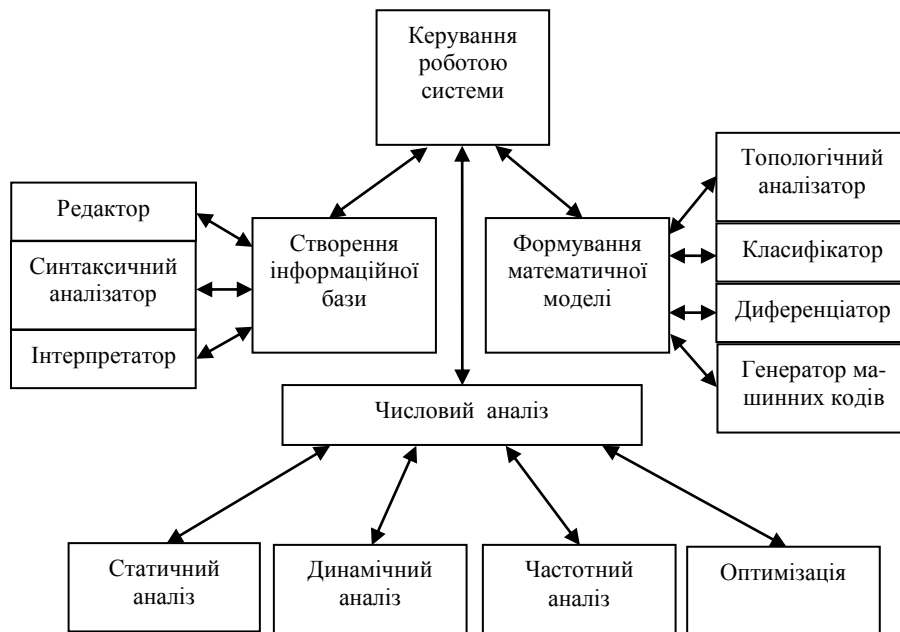 Керування
роботою
системи
Топологічний
аналізатор
Класифікатор
Диференціатор
Генератор ма-
шинних кодів
Редактор
Синтаксичний
аналізатор
Інтерпретатор
Створення
інформаційної
бази
Формування
математичної
моделі
Числовий аналіз
Статичний
аналіз
Динамічний
аналіз
Частотний
аналіз
Оптимізація